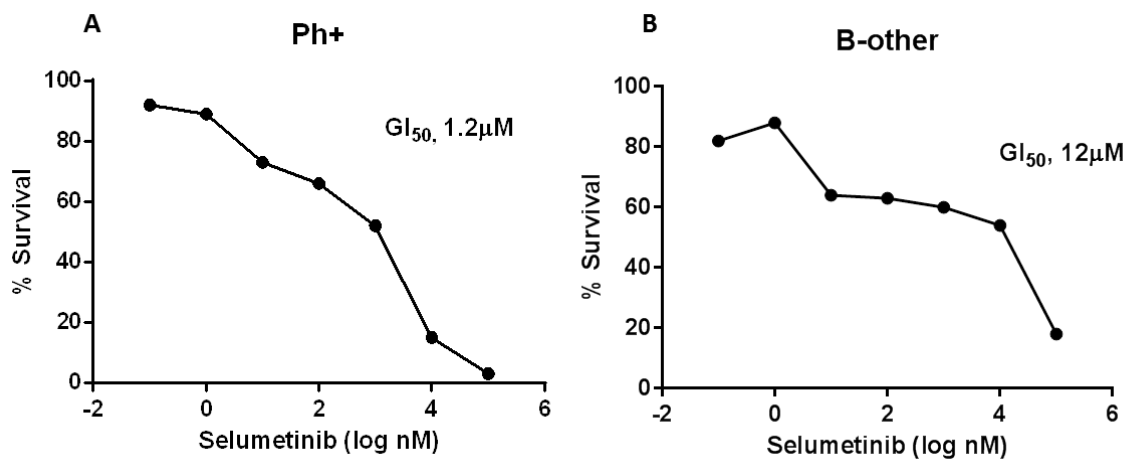 A
Ph+
GI50, 1.2μM
% Survival
100
80
60
40
20
0
-2
0
2
4
6
Selumetinib (log nM)
B
B-other
GI50, 12μM
% Survival
100
80
60
40
20
0
-2
0
2
4
6
Selumetinib (log nM)